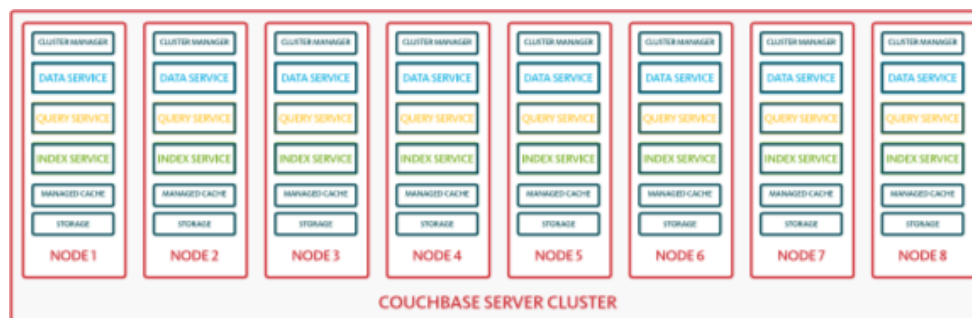 CLUSTER MANAGER CLUSTER MANAGER CLUSTER MANAGER CLUSTER MANAGER CLUSTER MANAGER CLUSTER MANAGER CLUSTER MANAGER CLUSTER MANAGER
DATA SERVICE DATA SERVICE DATA SERVICE DATA SERVICE DATA SERVICE DATA SERVICE DATA SERVICE DATA SERVICE
QUERY SERVICE QUERY SERVICE QUERY SERVICE QUERY SERVICE QUERY SERVICE QUERY SERVICE QUERY SERVICE QUERY SERVICE
INDEX SERVICE INDEX SERVICE INDEX SERVICE INDEX SERVICE INDEX SERVICE INDEX SERVICE INDEX SERVICE INDEX SERVICE
MANAGED CACHE MANAGED CACHE MANAGED CACHE MANAGED CACHE MANAGED CACHE MANAGED CACHE MANAGED CACHE MANAGED CACHE
STORAGE STORAGE STORAGE STORAGE STORAGE STORAGE STORAGE STORAGE
NODE 1 NODE 2 NODE 3 NODE 4 NODE 5 NODE 6 NODE 7 NODE 8
COUCHBASE SERVER CLUSTER